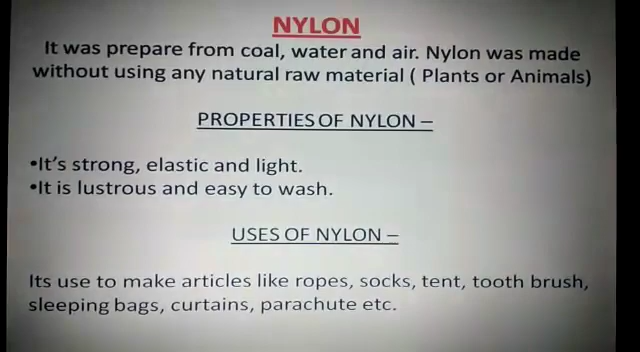 NYLON
It was prepare from coal, water and air. Nylon was made
without using any natural raw material ( Plants or Animals)
PROPERTIES OF NYLON –
•It's strong, elastic and light.
•It is lustrous and easy to wash.
USES OF NYLON –
Its use to make articles like ropes, socks, tent, tooth brush,
sleeping bags, curtains, parachute etc.